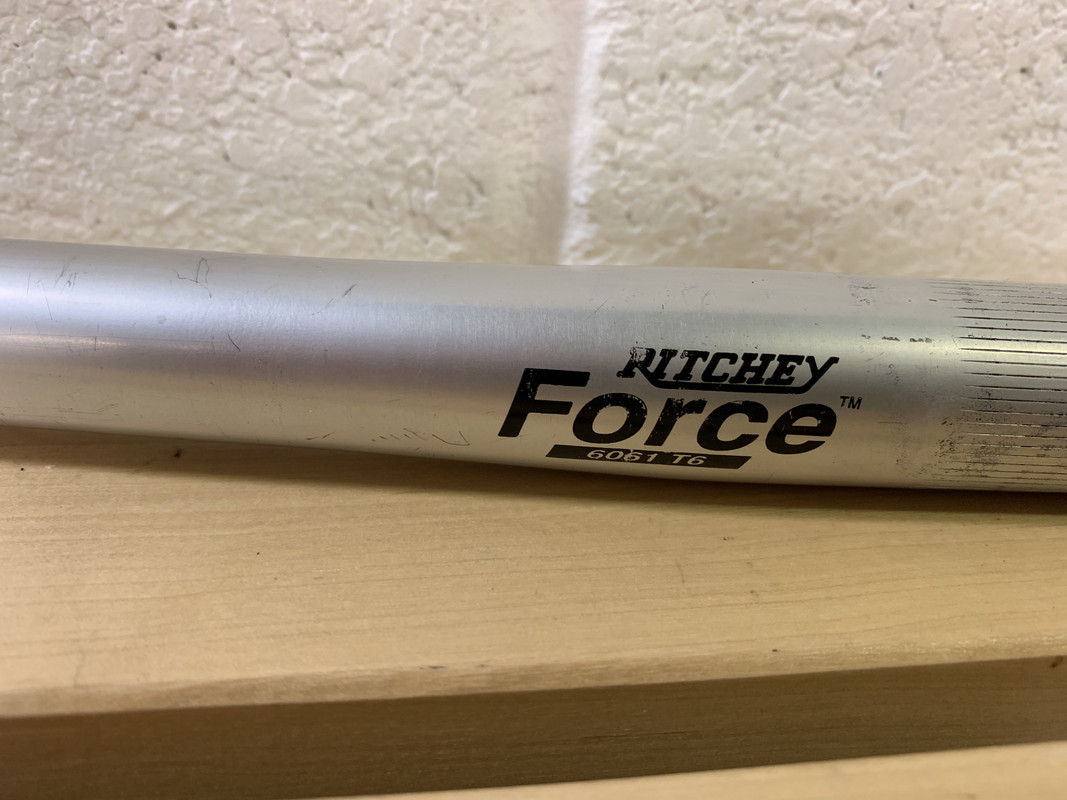 RITCHEY
Force™
6061 T6